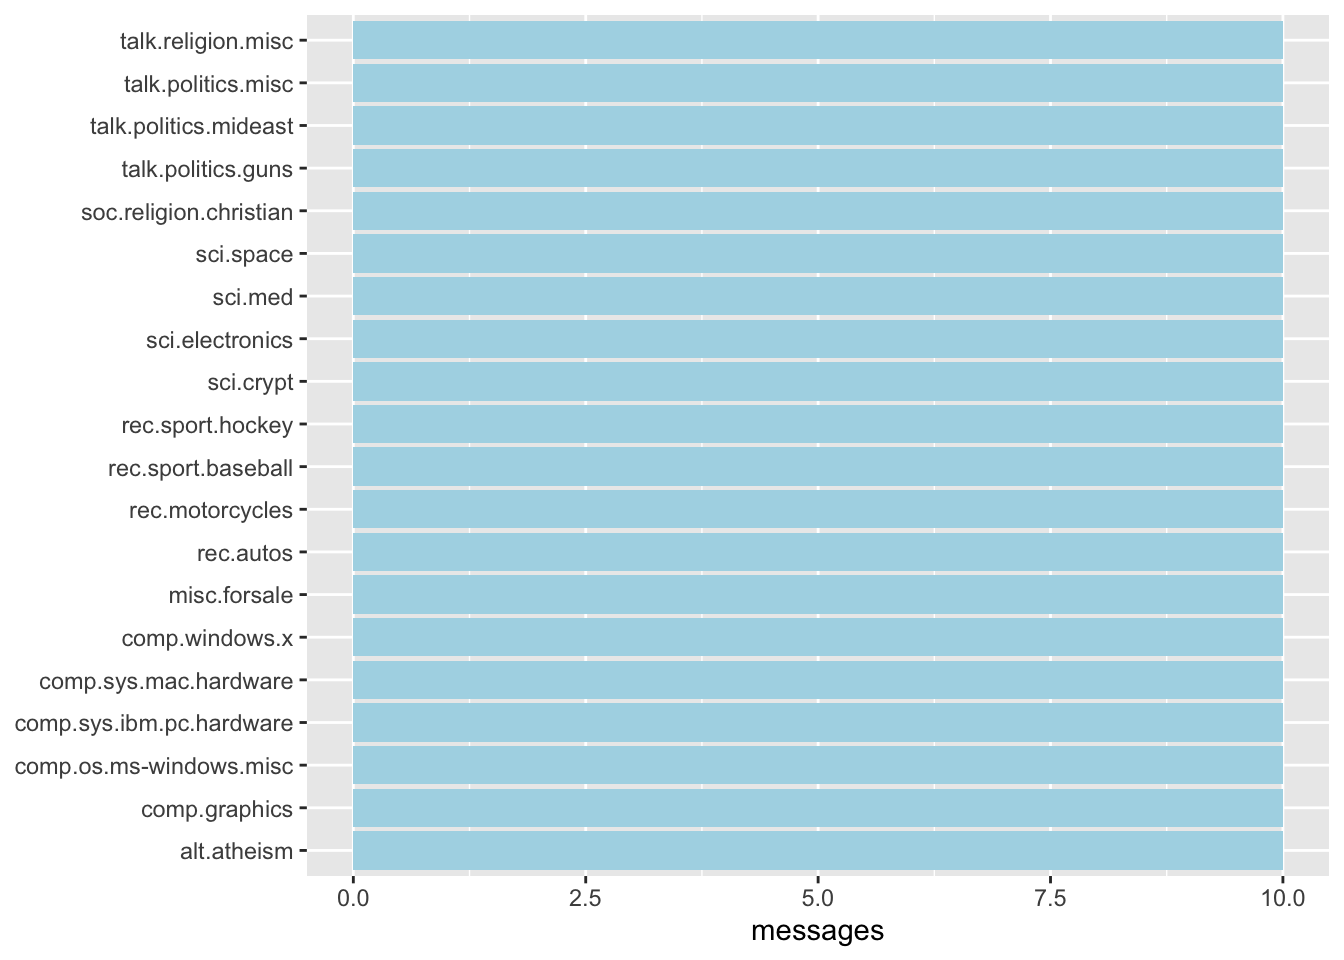 talk.religion.misc
talk.politics.misc
talk.politics.mideast
talk.politics.guns
soc.religion.christian
sci.space
sci.med
sci.electronics
sci.crypt
rec.sport.hockey
rec.sport.baseball
rec.motorcycles
rec.autos
misc.forsale
comp.windows.x
comp.sys.mac.hardware
comp.sys.ibm.pc.hardware
comp.os.ms-windows.misc
comp.graphics
alt.atheism
0.0 2.5 5.0 7.5 10.0
messages